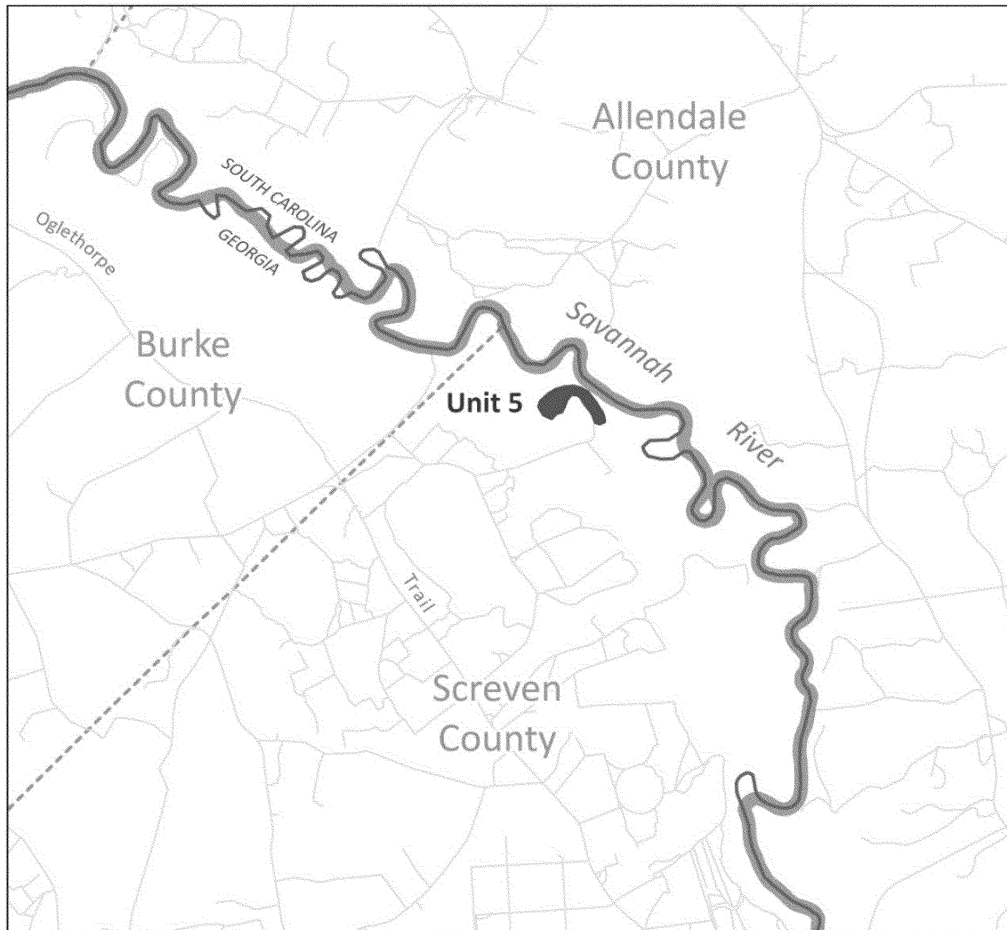 Allendale
County
SOUTH CAROLINA
GEORGIA
Oglethorpe
Savannah
River
Burke
County
Unit 5
Trail
Screven
County